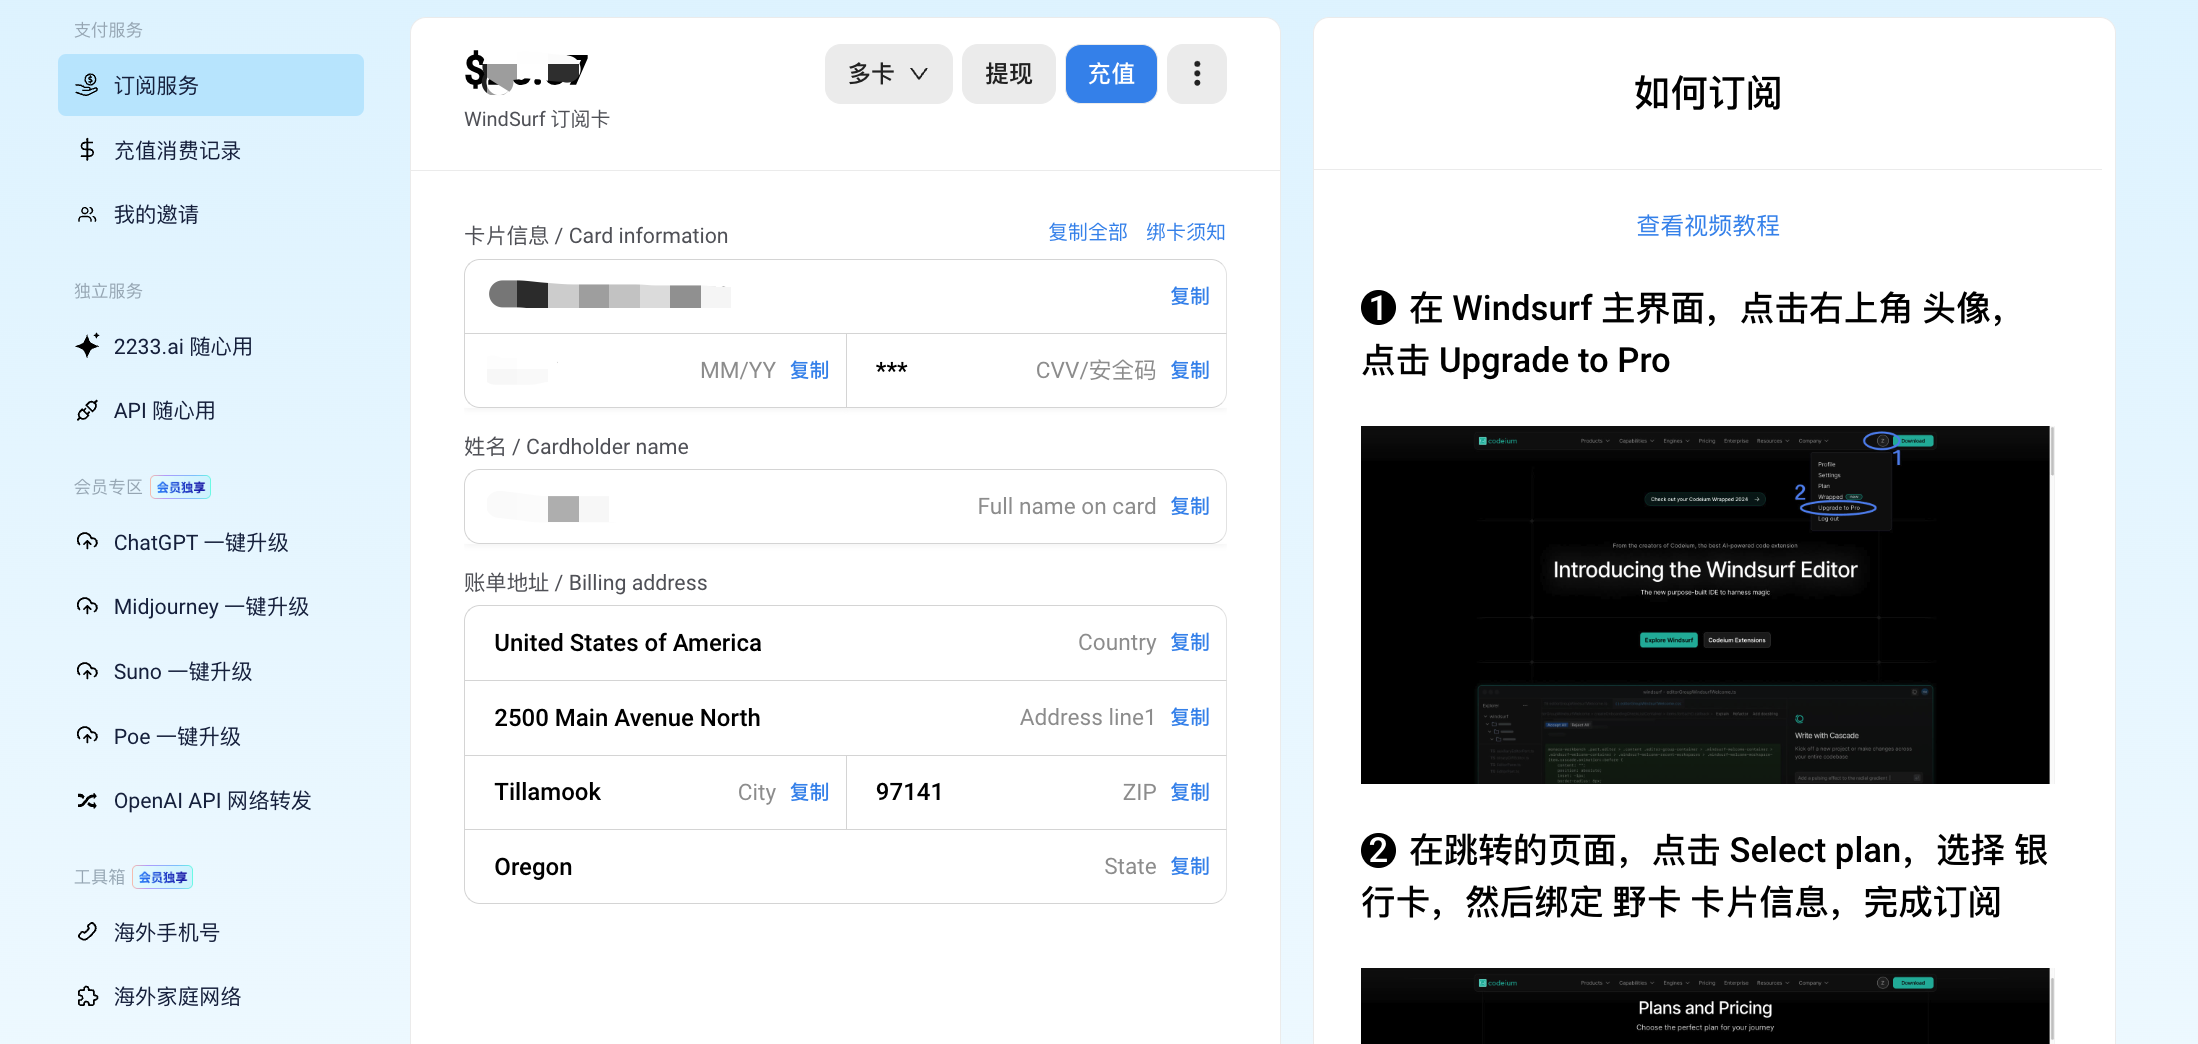 支付服务
订阅服务
充值消费记录
我的邀请
独立服务
2233.ai 随心用
API 随心用
会员专区 会员独享
ChatGPT 一键升级
Midjourney 一键升级
Suno 一键升级
Poe 一键升级
OpenAI API 网络转发
工具箱 会员独享
海外手机号
海外家庭网络
WindSurf 订阅卡
多卡
提现
充值
卡片信息 / Card information
复制全部 绑卡须知
复制
MM/YY 复制
*** CVV/安全码 复制
姓名 / Cardholder name
Full name on card 复制
账单地址 / Billing address
United States of America Country 复制
2500 Main Avenue North Address line1 复制
Tillamook City 复制
97141 ZIP 复制
Oregon State 复制
如何订阅
查看视频教程
❶ 在 Windsurf 主界面，点击右上角 头像，
点击 Upgrade to Pro
codeium
Products Capabilities Engines Pricing Enterprise Resources Company
Z Download
1
Profile
Settings
Plan
2 Wrapped
Upgrade to Pro
Log out
Check out your Codeium Wrapped 2024 →
From the creators of Codeium, the best AI-powered code extension
Introducing the Windsurf Editor
The new purpose-built IDE to harness magic
Explore Windsurf Codeium Extensions
Write with Cascade
Kick off a new project or make changes across
your entire codebase
❷ 在跳转的页面，点击 Select plan，选择 银
行卡，然后绑定 野卡 卡片信息，完成订阅
codeium
Products Capabilities Engines Pricing Enterprise Resources Company
Z Download
Plans and Pricing
Choose the perfect plan for your journey